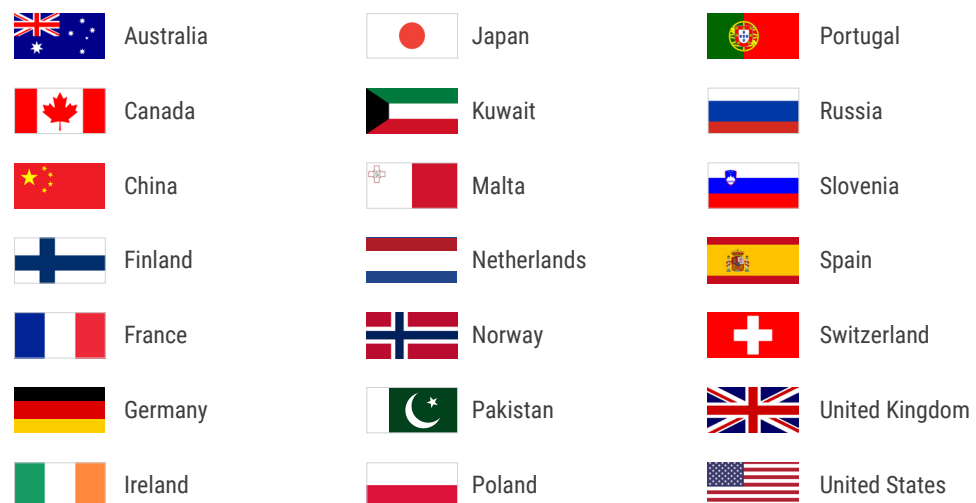 Australia
Canada
China
Finland
France
Germany
Ireland
Japan
Kuwait
Malta
Netherlands
Norway
Pakistan
Poland
Portugal
Russia
Slovenia
Spain
Switzerland
United Kingdom
United States